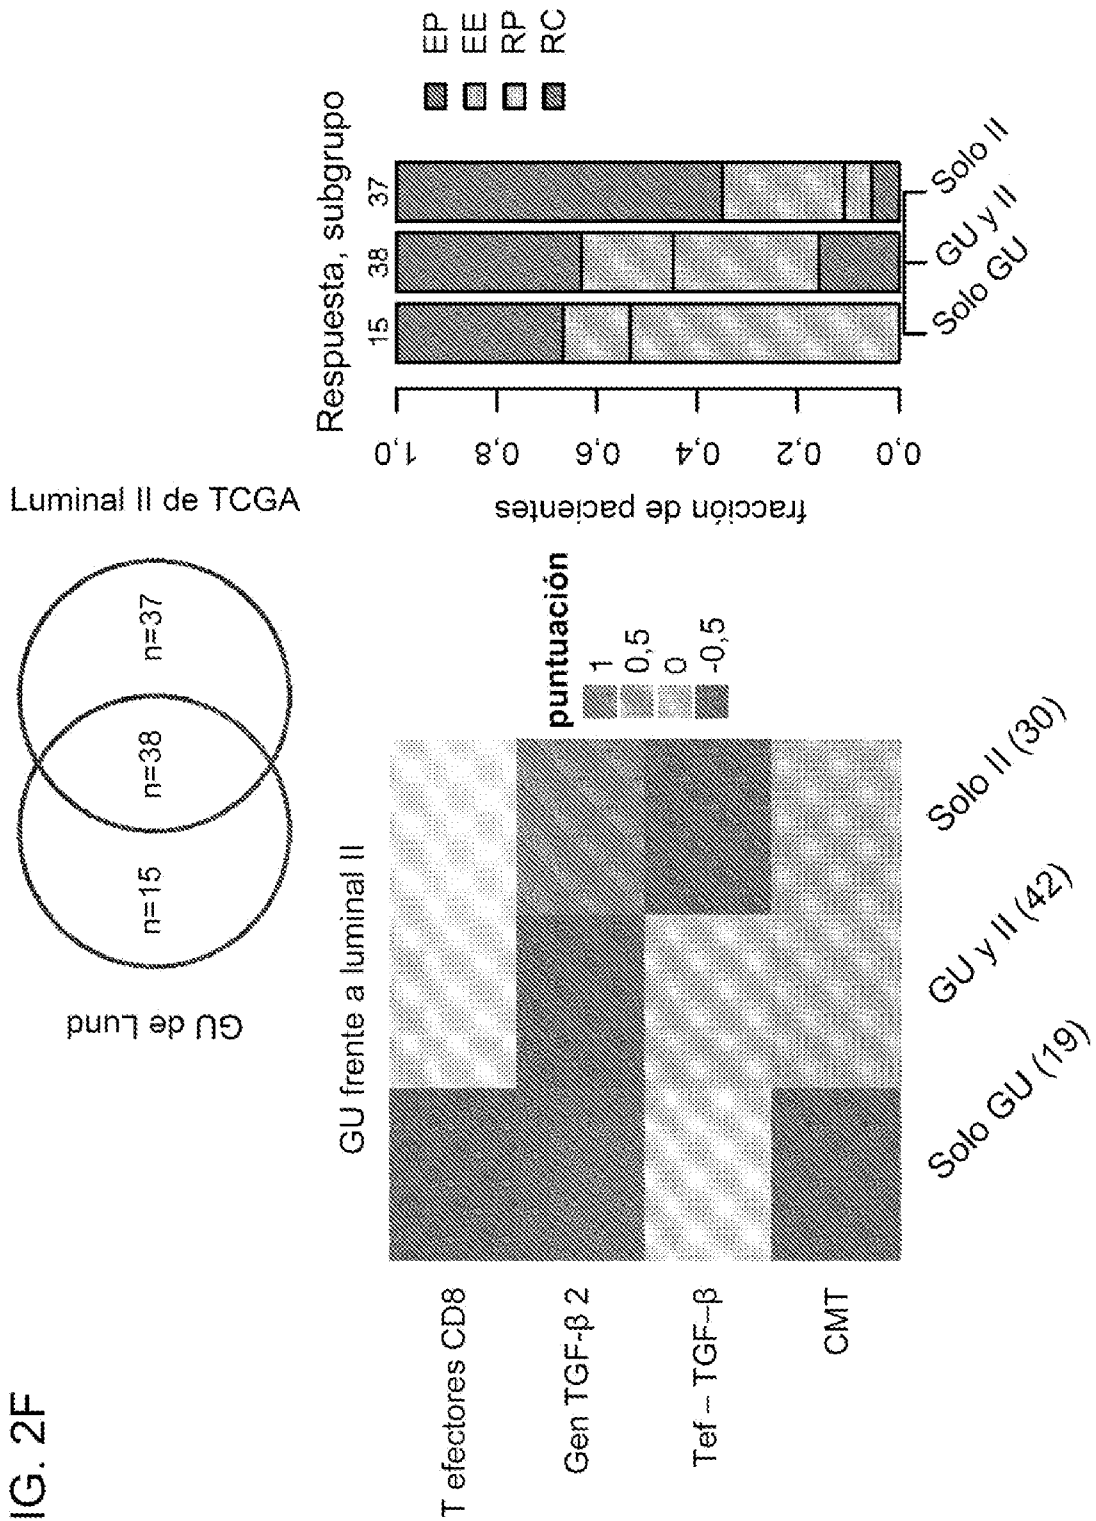 IG. 2F
GU de Lund
Luminal II de TCGA
n=15
n=38
n=37
GU frente a luminal II
T efectores CD8
Gen TGF-β 2
Tef – TGF–β
CMT
Solo GU (19)
GU y II (42)
Solo II (30)
puntuación
1
0,5
0
-0,5
Respuesta, subgrupo
15
38
37
fracción de pacientes
1,0
0,8
0,6
0,4
0,2
0,0
Solo GU
GU y II
Solo II
EP
EE
RP
RC